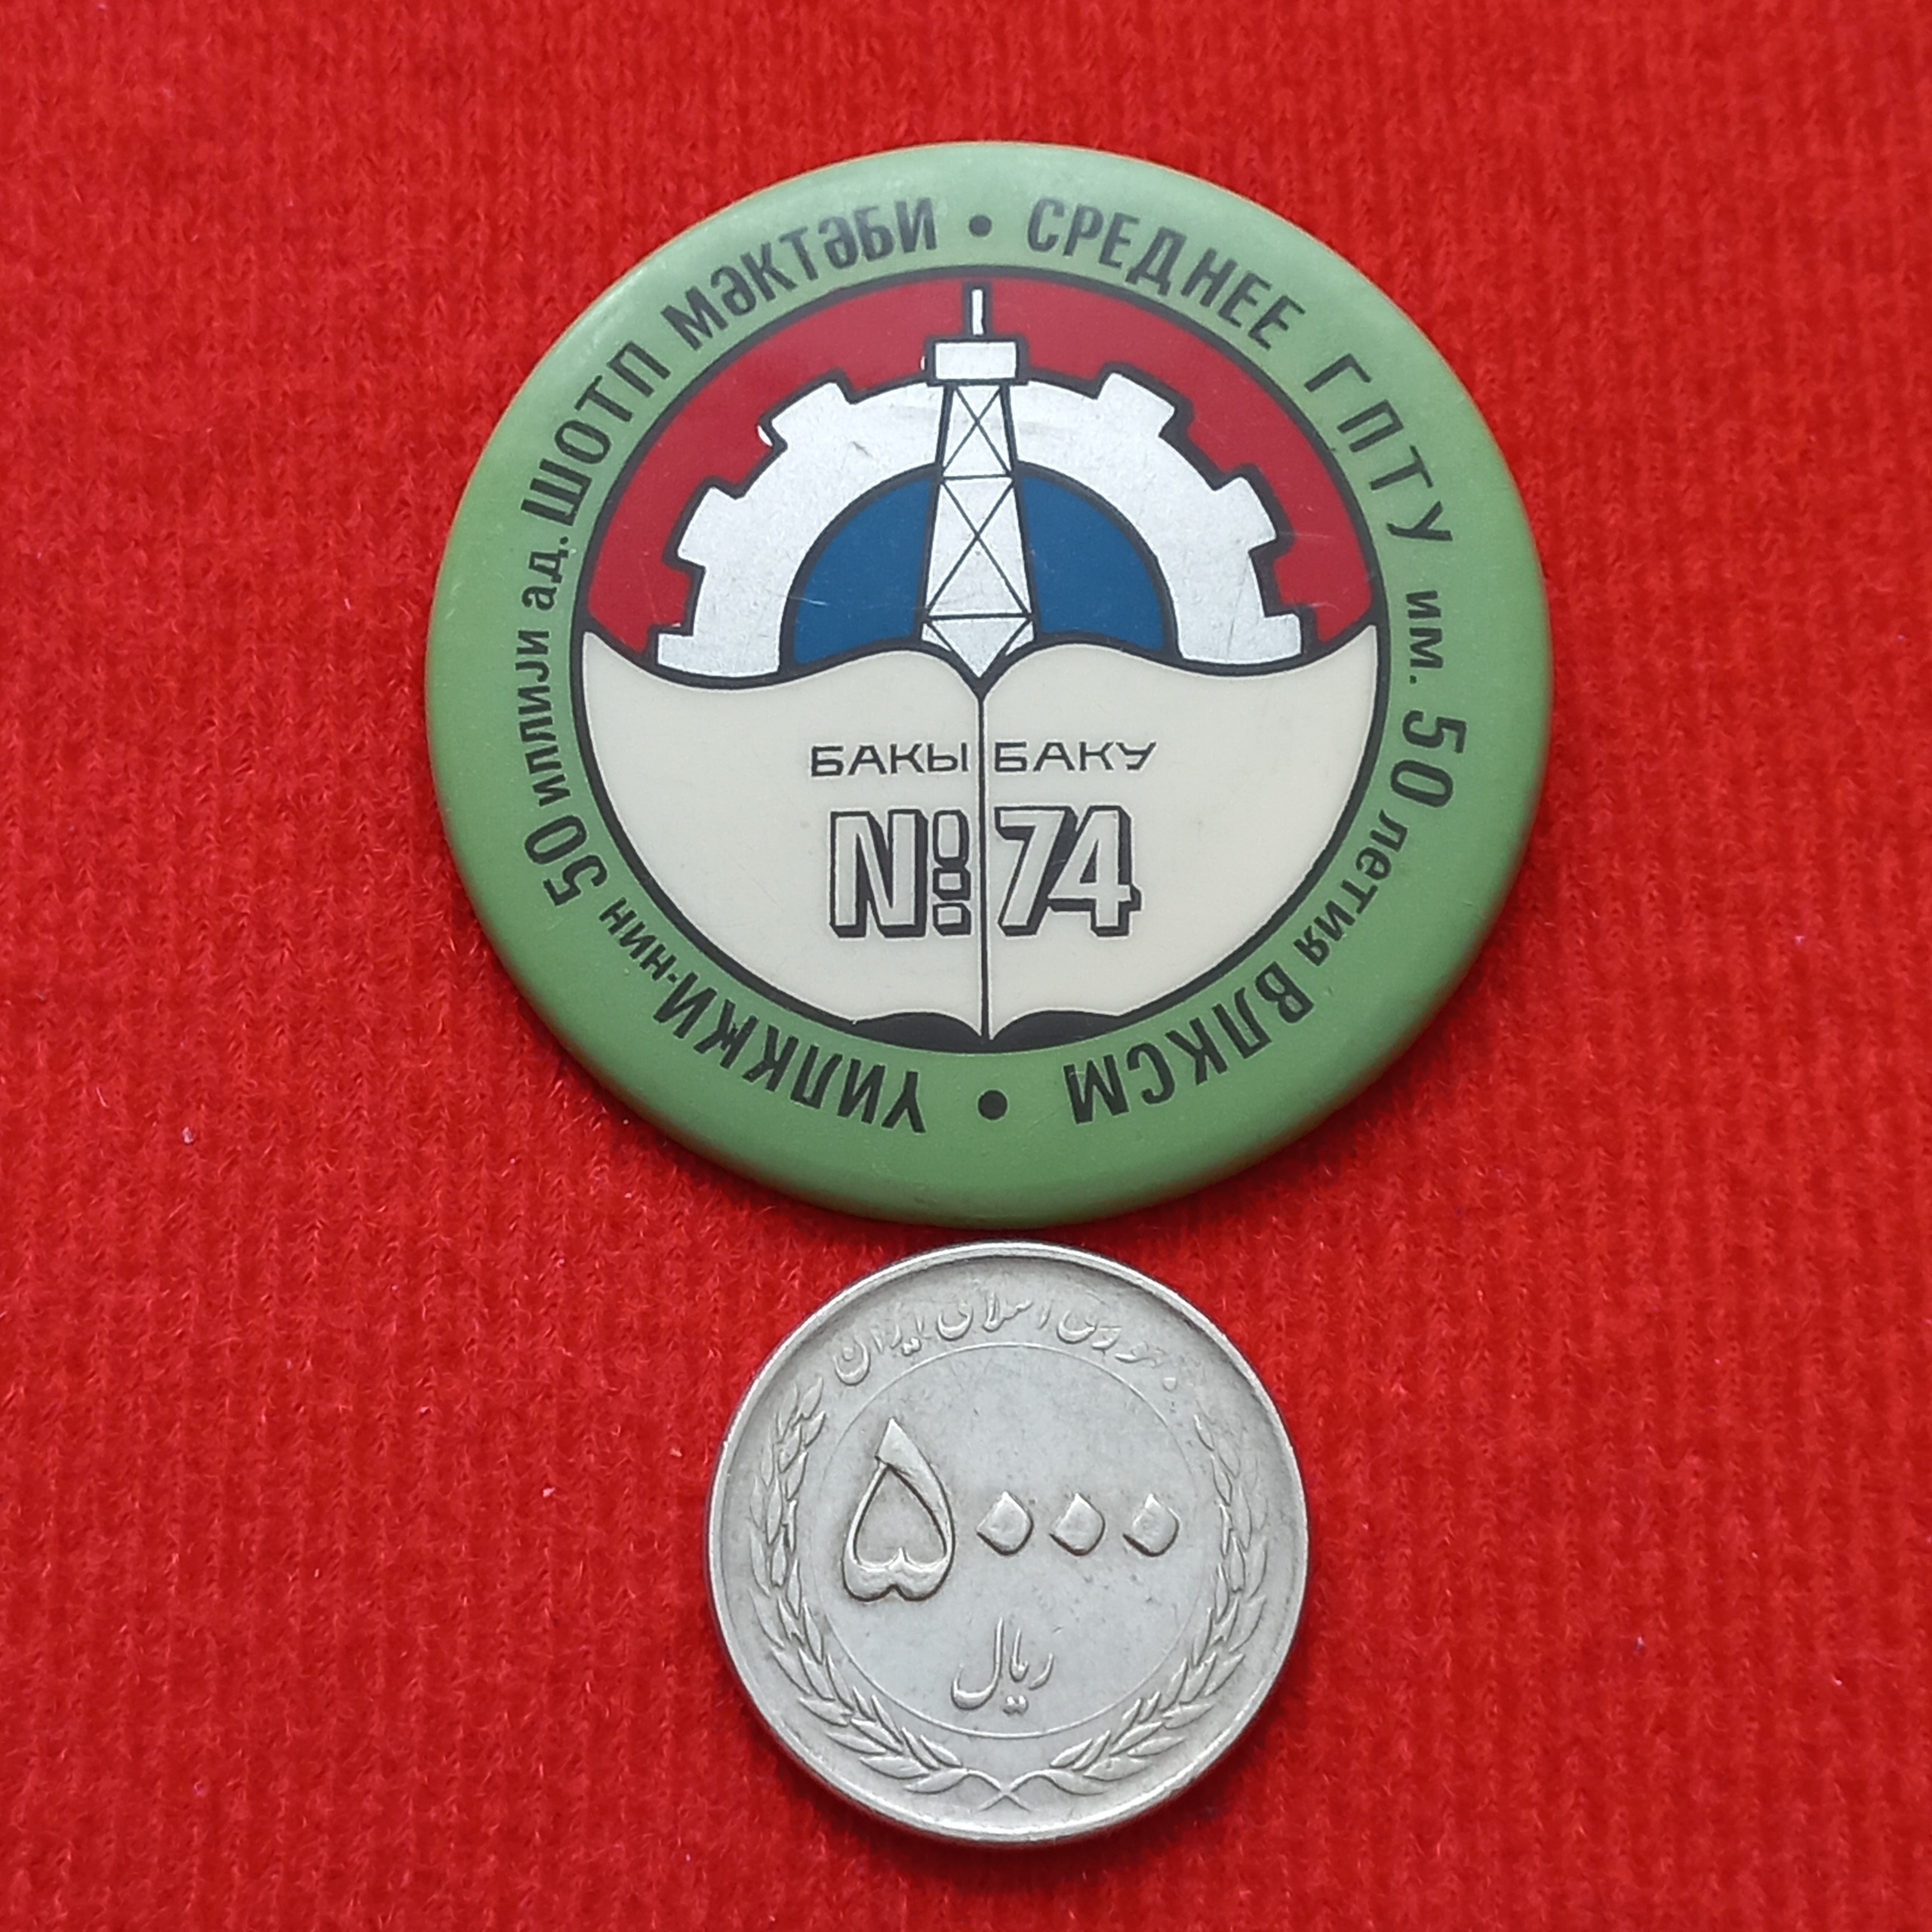 ҮИЛККИ-нин 50 иллији ад. ШОТП МӘКТӘБИ • СРЕДНЕЕ ГПТУ им. 50 летия ВЛКСМ •
БАКЫ БАКУ
№ 74
جمهوری اسلامی ایران
۵۰۰۰
ریال